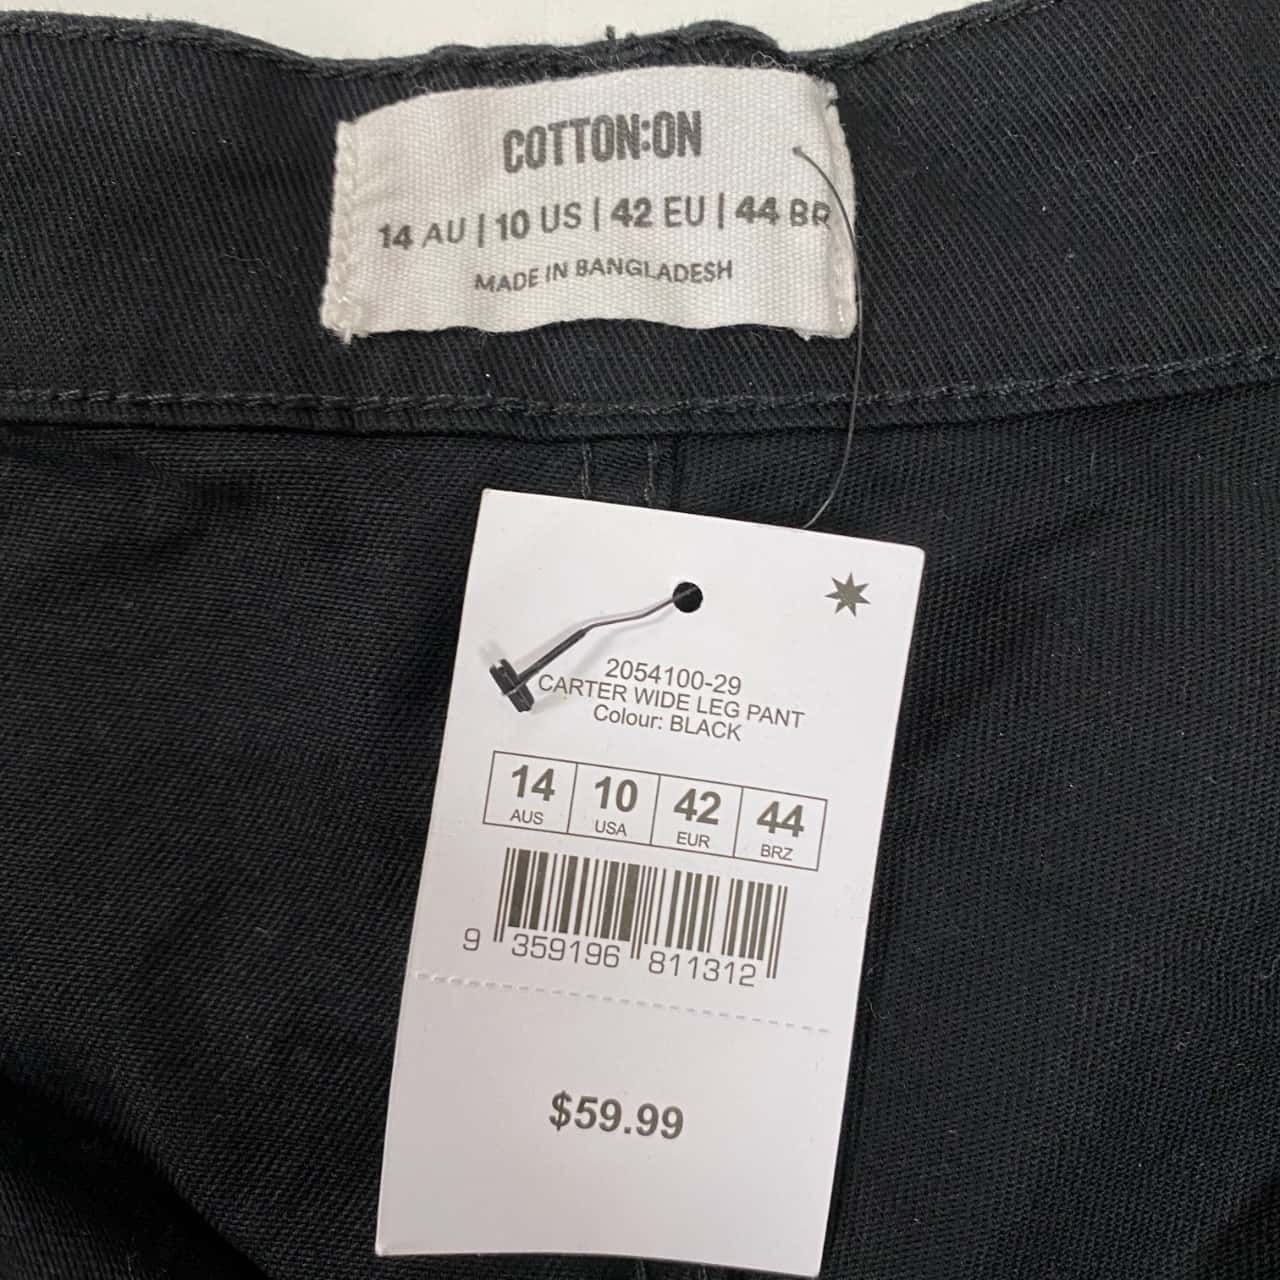 COTTON:ON
14 AU | 10 US | 42 EU | 44 BR
MADE IN BANGLADESH
2054100-29
CARTER WIDE LEG PANT
Colour: BLACK
14 10 42 44
AUS USA EUR BRZ
9 359196 811312
$59.99